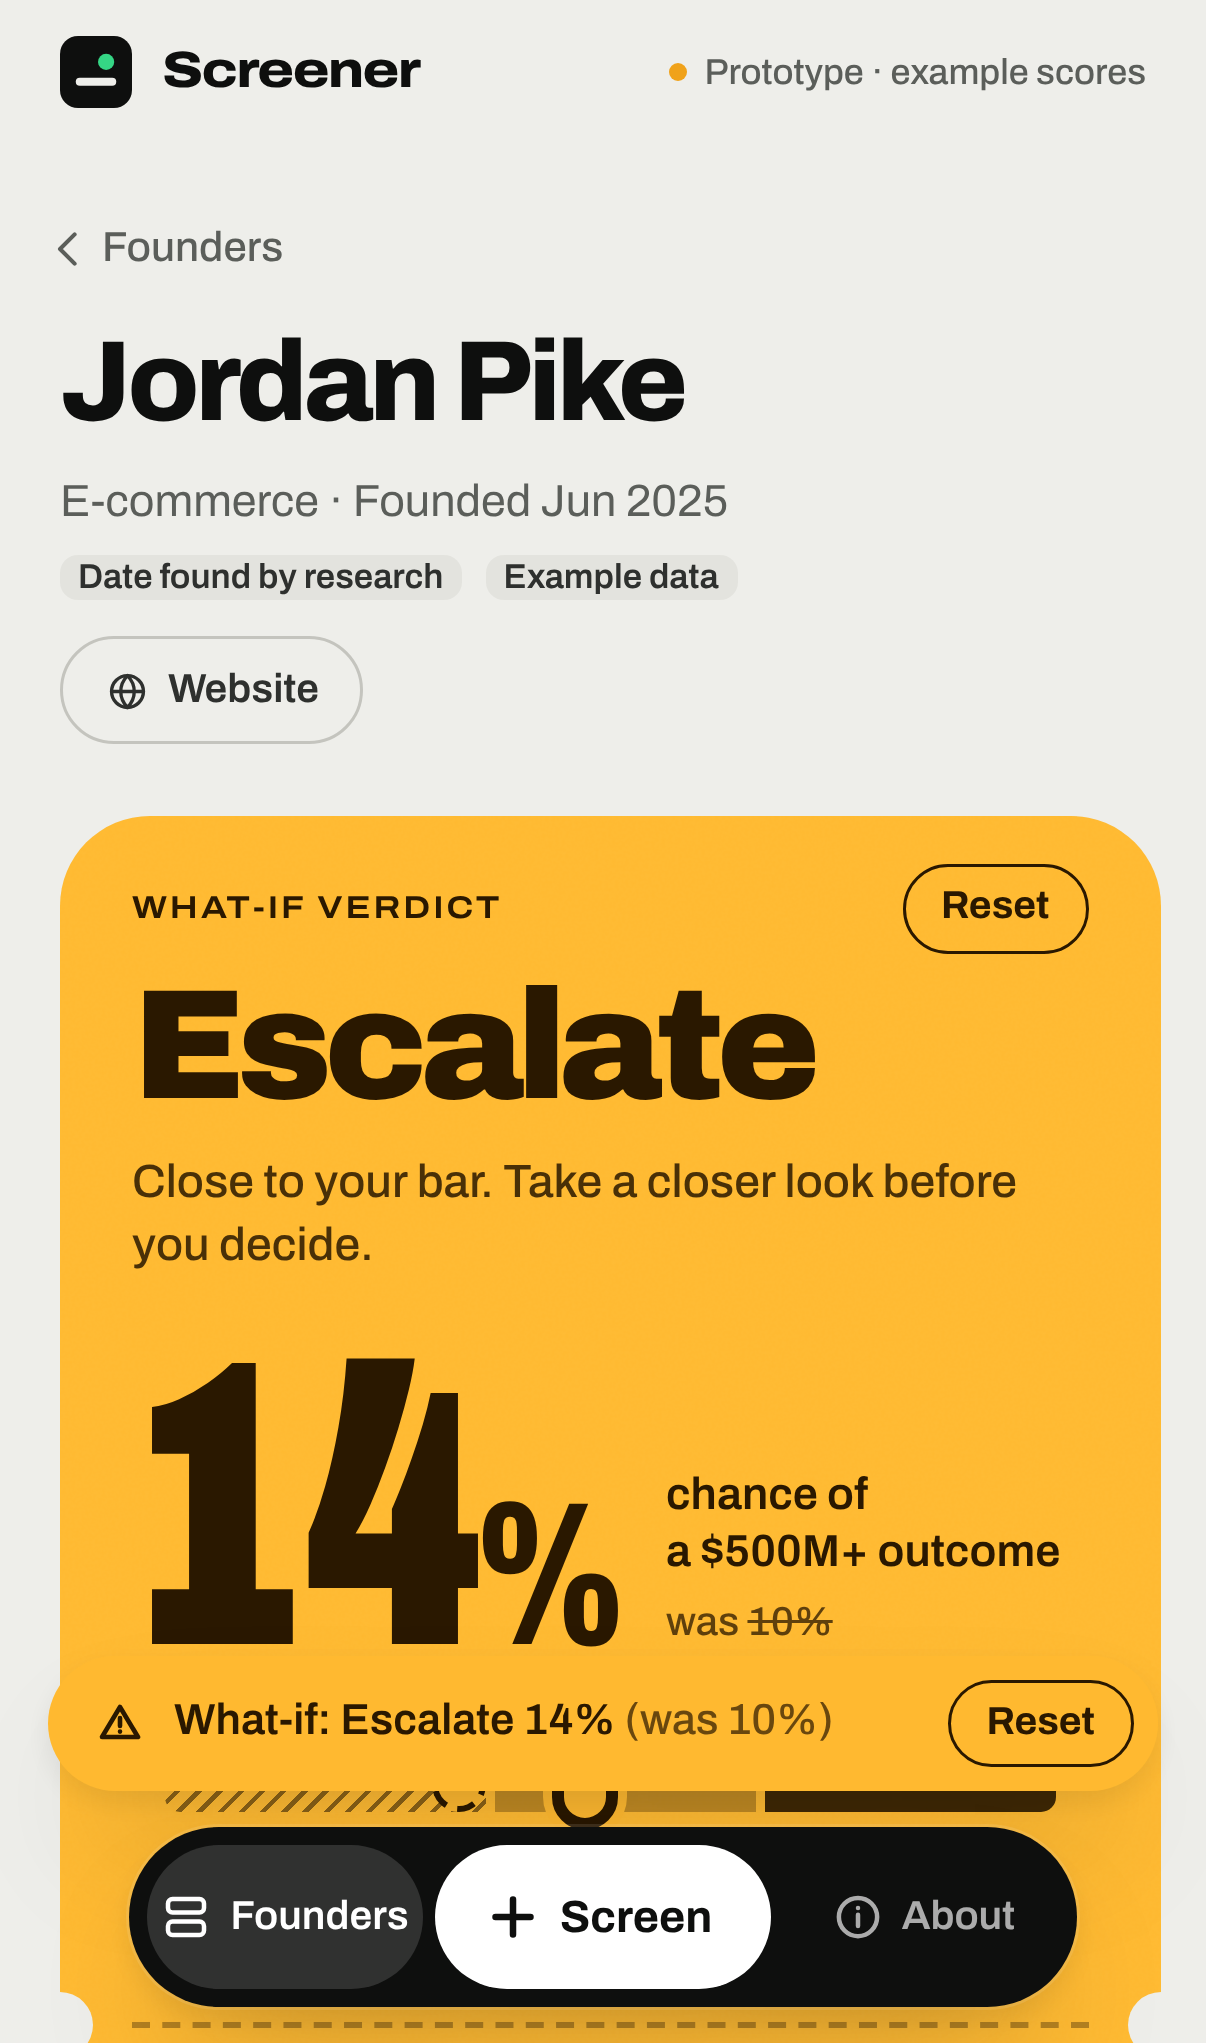 Screener
Prototype · example scores
Founders
Jordan Pike
E-commerce · Founded Jun 2025
Date found by research
Example data
Website
WHAT-IF VERDICT
Reset
Escalate
Close to your bar. Take a closer look before
you decide.
14%
chance of
a $500M+ outcome
was 10%
What-if: Escalate 14% (was 10%)
Reset
Founders
Screen
About